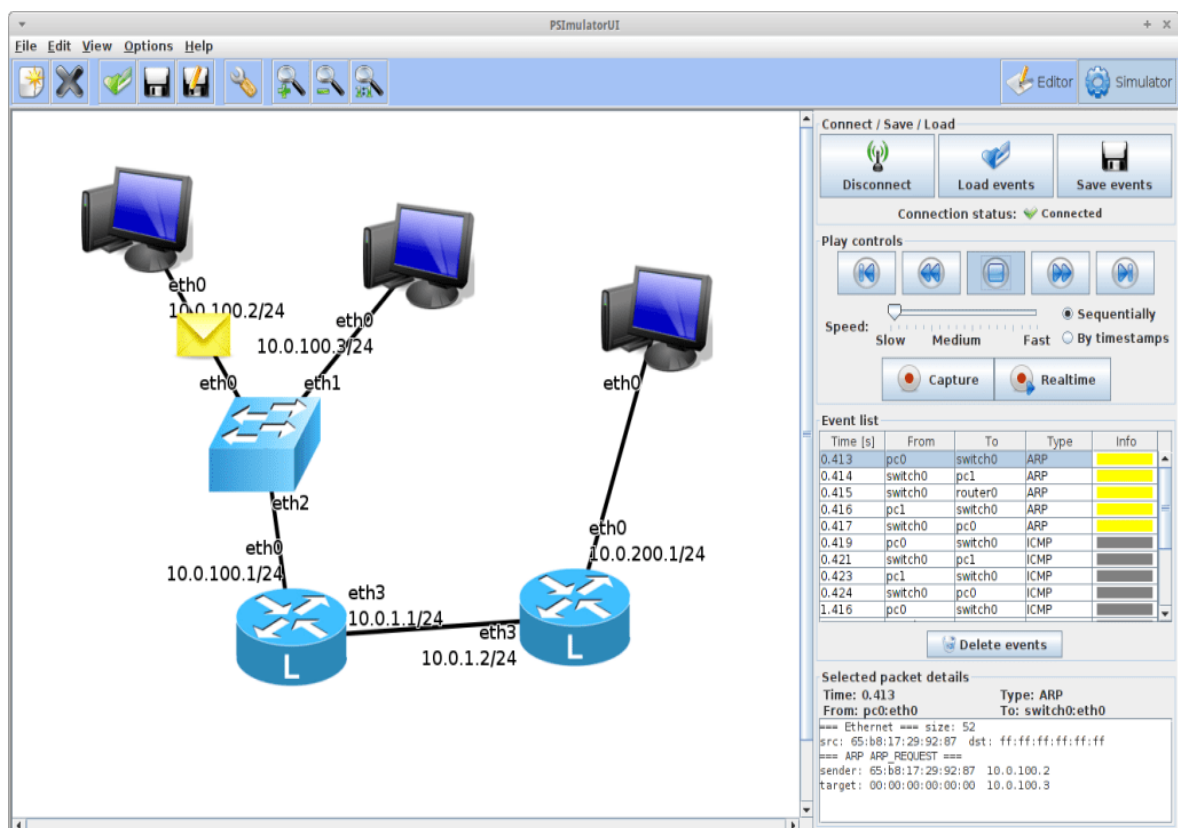 PSImulatorUI
File Edit View Options Help
Editor Simulator
Connect / Save / Load
Disconnect Load events Save events
Connection status: Connected
Play controls
Speed:
Slow Medium Fast
Sequentially
By timestamps
Capture Realtime
Event list
Time [s] From To Type Info
0.413 pc0 switch0 ARP
0.414 switch0 pc1 ARP
0.415 switch0 router0 ARP
0.416 pc1 switch0 ARP
0.417 switch0 pc0 ARP
0.419 pc0 switch0 ICMP
0.421 switch0 pc1 ICMP
0.423 pc1 switch0 ICMP
0.424 switch0 pc0 ICMP
1.416 pc0 switch0 ICMP
Delete events
Selected packet details
Time: 0.413 Type: ARP
From: pc0:eth0 To: switch0:eth0
=== Ethernet === size: 52
src: 65:b8:17:29:92:87 dst: ff:ff:ff:ff:ff:ff
=== ARP ARP_REQUEST ===
sender: 65:b8:17:29:92:87 10.0.100.2
target: 00:00:00:00:00:00 10.0.100.3
eth0
10.0.100.2/24
eth0
10.0.100.3/24
eth0
eth1
eth0
eth2
eth0
10.0.100.1/24
eth0
10.0.200.1/24
eth3
10.0.1.1/24
eth3
10.0.1.2/24
L
L